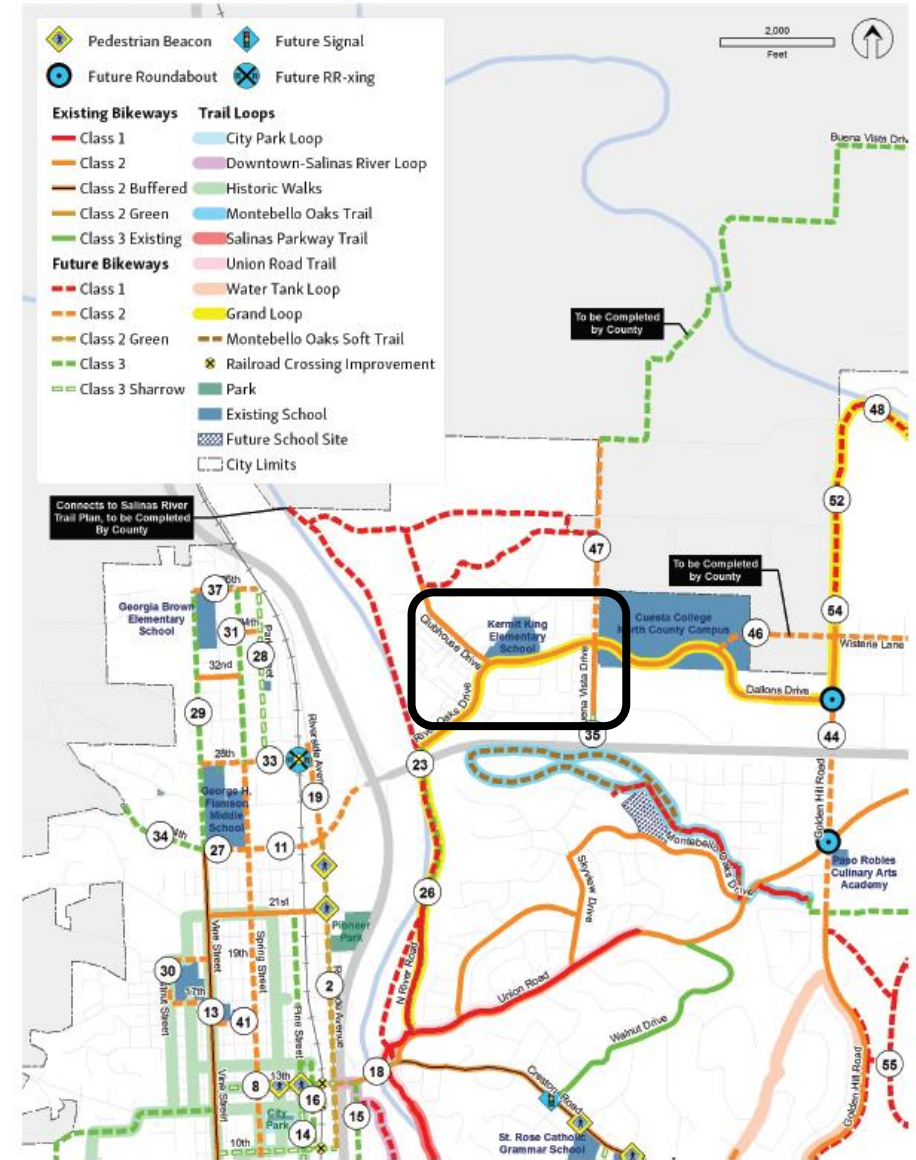 Pedestrian Beacon
Future Signal
Future Roundabout
Future RR-xing
Existing Bikeways
Class 1
Class 2
Class 2 Buffered
Class 2 Green
Class 3 Existing
Future Bikeways
Class 1
Class 2
Class 2 Green
Class 3
Class 3 Sharrow
Trail Loops
City Park Loop
Downtown-Salinas River Loop
Historic Walks
Montebello Oaks Trail
Salinas Parkway Trail
Union Road Trail
Water Tank Loop
Grand Loop
Montebello Oaks Soft Trail
Railroad Crossing Improvement
Park
Existing School
Future School Site
City Limits
2,000
Feet
Buena Vista Driv
To be Completed
by County
48
Connects to Salinas River
Trail Plan, to be Completed
By County
52
47
To be Completed
by County
37
Georgia Brown
Elementary
School
31
28
32nd
Clubhouse Drive
Kermit King
Elementary
School
Cuesta College
North County Campus
54
46
Wisteria Lane
River Oaks Drive
Buena Vista Drive
Dallons Drive
29
35
44
28th
33
23
Riverside Avenu
19
George H.
Flamson
Middle
School
Golden Hill Road
34
27
11
Montebello Oaks Drive
Skyview Drive
Paso Robles
Culinary Arts
Academy
26
21st
Pioneer
Park
Vine Street
19th
Spring Street
N River Road
30
17th
2
Union Road
13
41
Pine Street
Walnut Drive
18
Creston Road
55
13th
8
16
15
Vine Street
City
Park
14
10th
Golden Hill Road
St. Rose Catholic
Grammar School